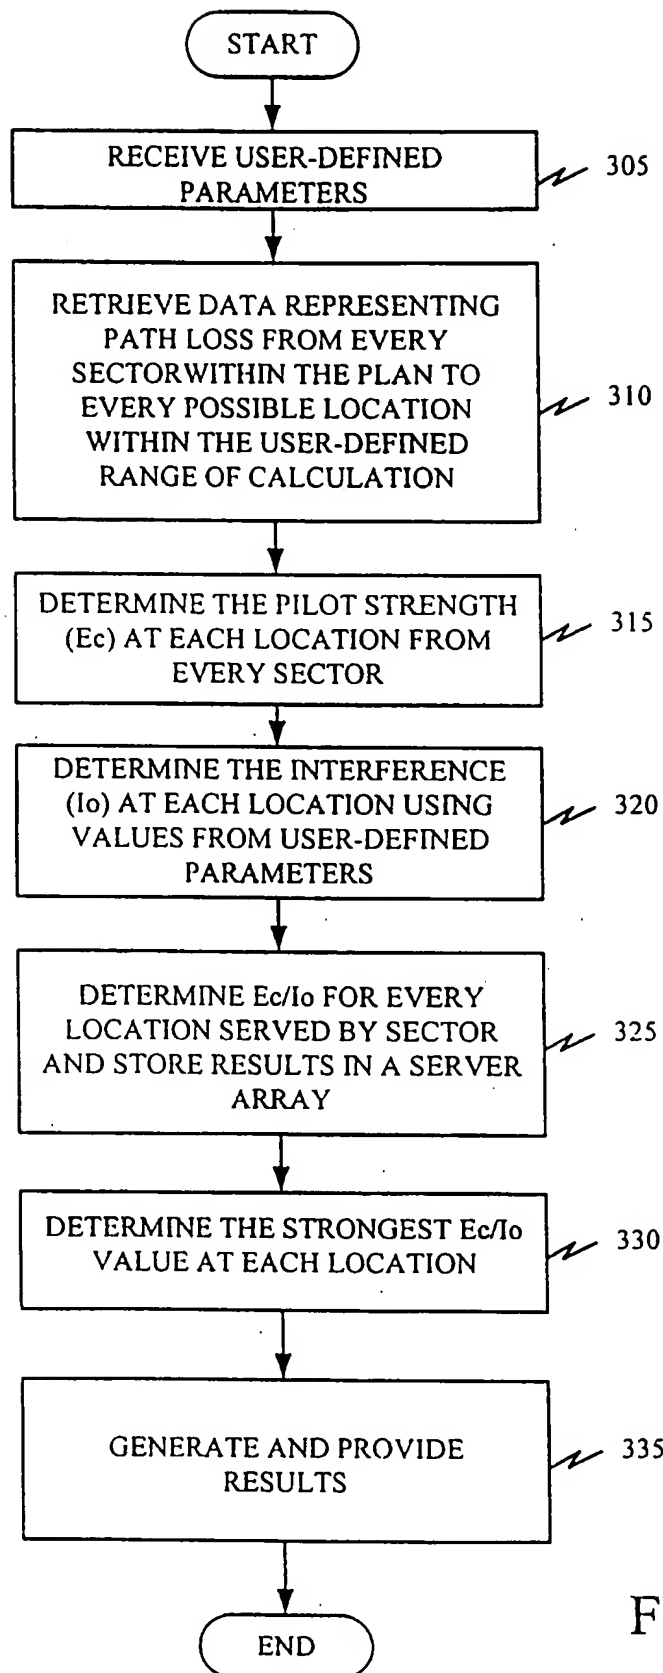 START
RECEIVE USER-DEFINED
PARAMETERS
305
RETRIEVE DATA REPRESENTING
PATH LOSS FROM EVERY
SECTORWITHIN THE PLAN TO
EVERY POSSIBLE LOCATION
WITHIN THE USER-DEFINED
RANGE OF CALCULATION
310
DETERMINE THE PILOT STRENGTH
(Ec) AT EACH LOCATION FROM
EVERY SECTOR
315
DETERMINE THE INTERFERENCE
(Io) AT EACH LOCATION USING
VALUES FROM USER-DEFINED
PARAMETERS
320
DETERMINE Ec/Io FOR EVERY
LOCATION SERVED BY SECTOR
AND STORE RESULTS IN A SERVER
ARRAY
325
DETERMINE THE STRONGEST Ec/Io
VALUE AT EACH LOCATION
330
GENERATE AND PROVIDE
RESULTS
335
END
F